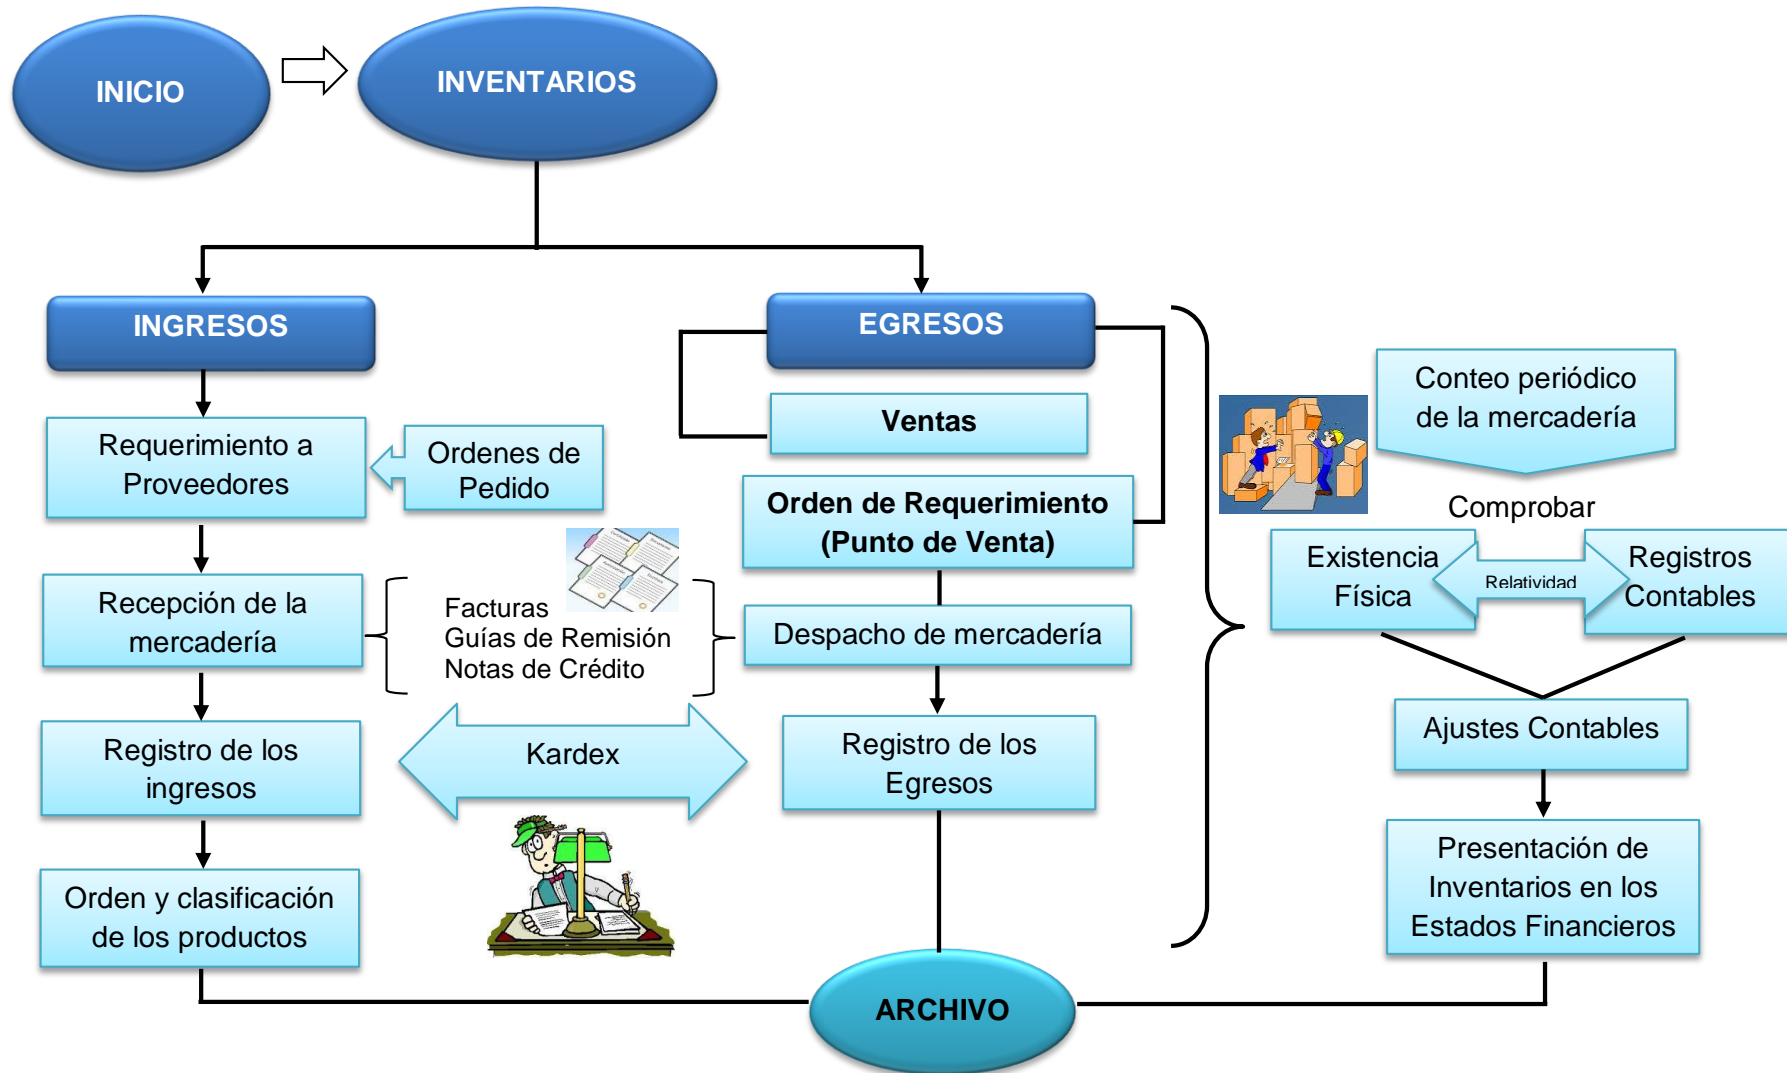 INICIO
INVENTARIOS
INGRESOS
EGRESOS
Requerimiento a
Proveedores
Ordenes de
Pedido
Recepción de la
mercadería
Facturas
Guías de Remisión
Notas de Crédito
Registro de los
ingresos
Kardex
Orden y clasificación
de los productos
Ventas
Orden de Requerimiento
(Punto de Venta)
Despacho de mercadería
Registro de los
Egresos
Conteo periódico
de la mercadería
Comprobar
Existencia
Física
Relatividad
Registros
Contables
Ajustes Contables
Presentación de
Inventarios en los
Estados Financieros
ARCHIVO